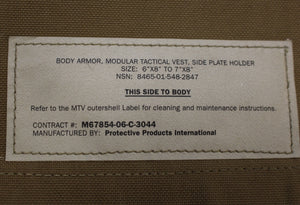 BODY ARMOR, MODULAR TACTICAL VEST, SIDE PLATE HOLDER
SIZE: 6"X8" TO 7"X8"
NSN: 8465-01-548-2847
THIS SIDE TO BODY
Refer to the MTV outershell Label for cleaning and maintenance instructions.
CONTRACT #: M67854-06-C-3044
MANUFACTURED BY: Protective Products International